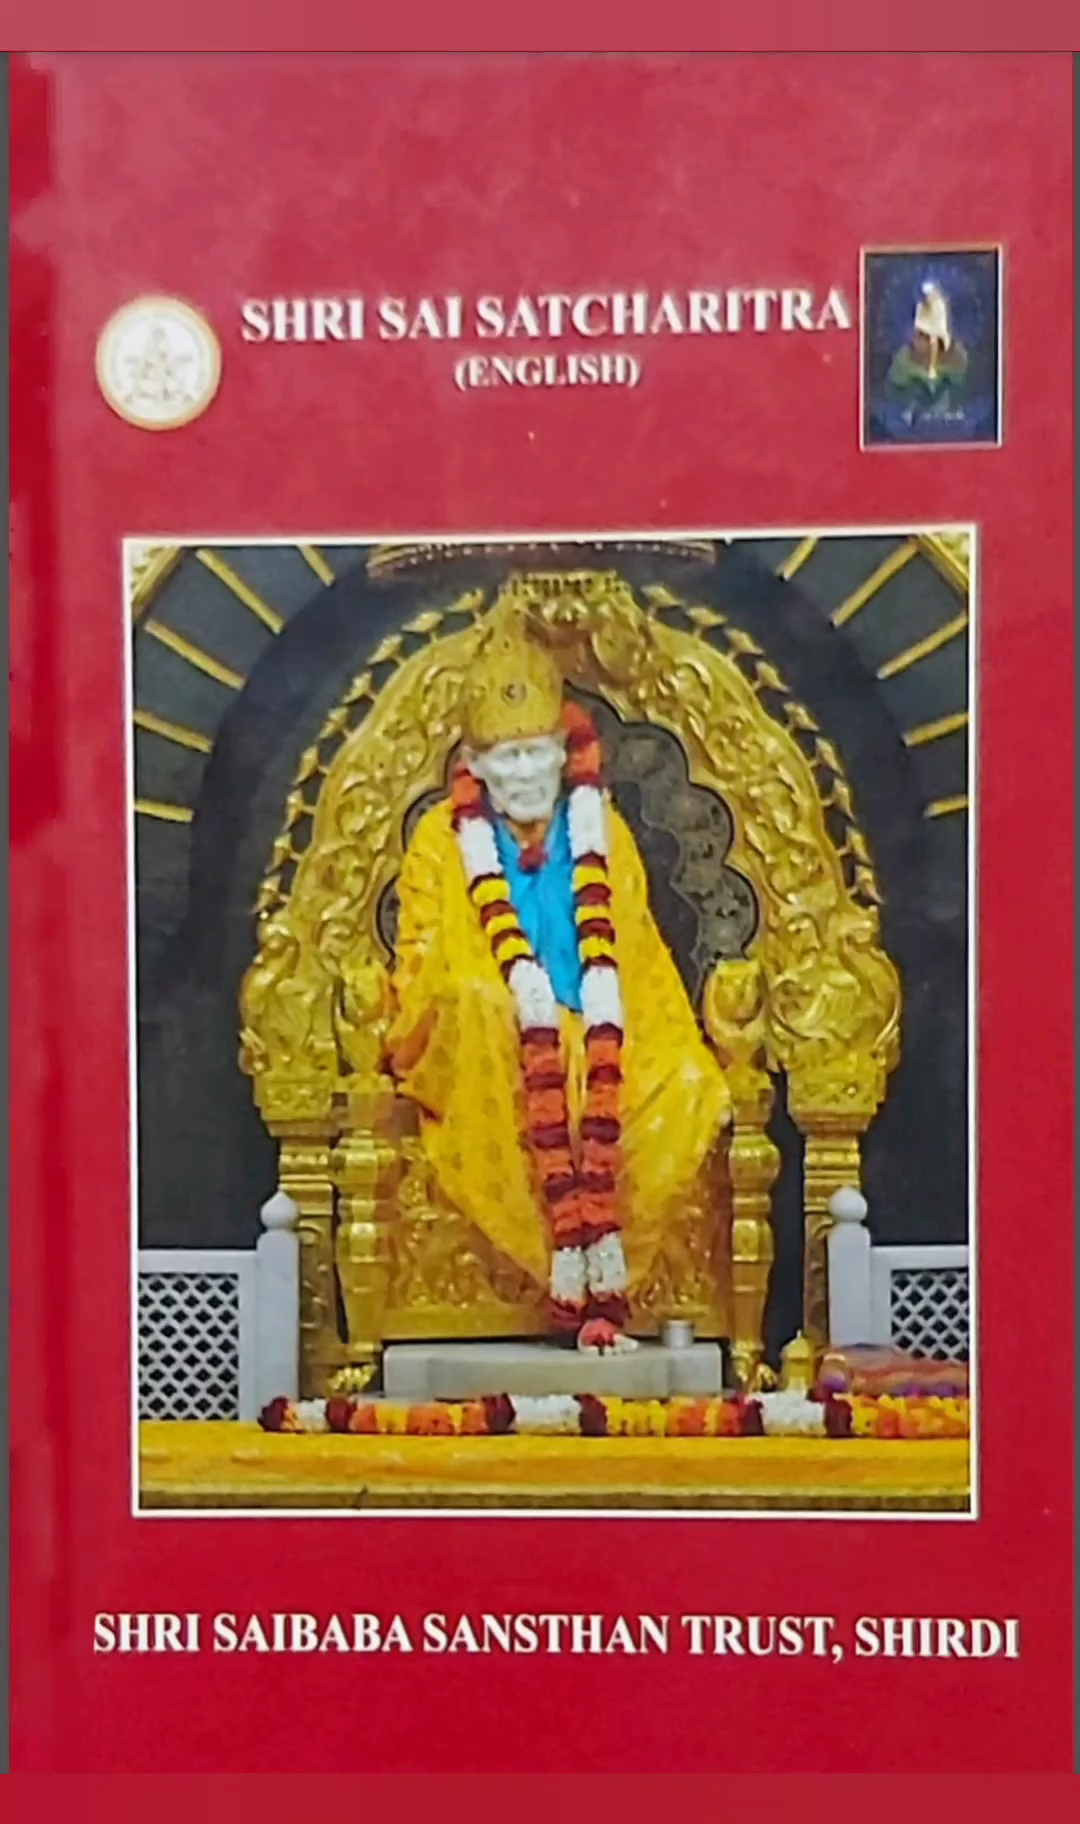 SHRI SAI SATCHARITRA
(ENGLISH)
SHRI SAIBABA SANSTHAN TRUST, SHIRDI